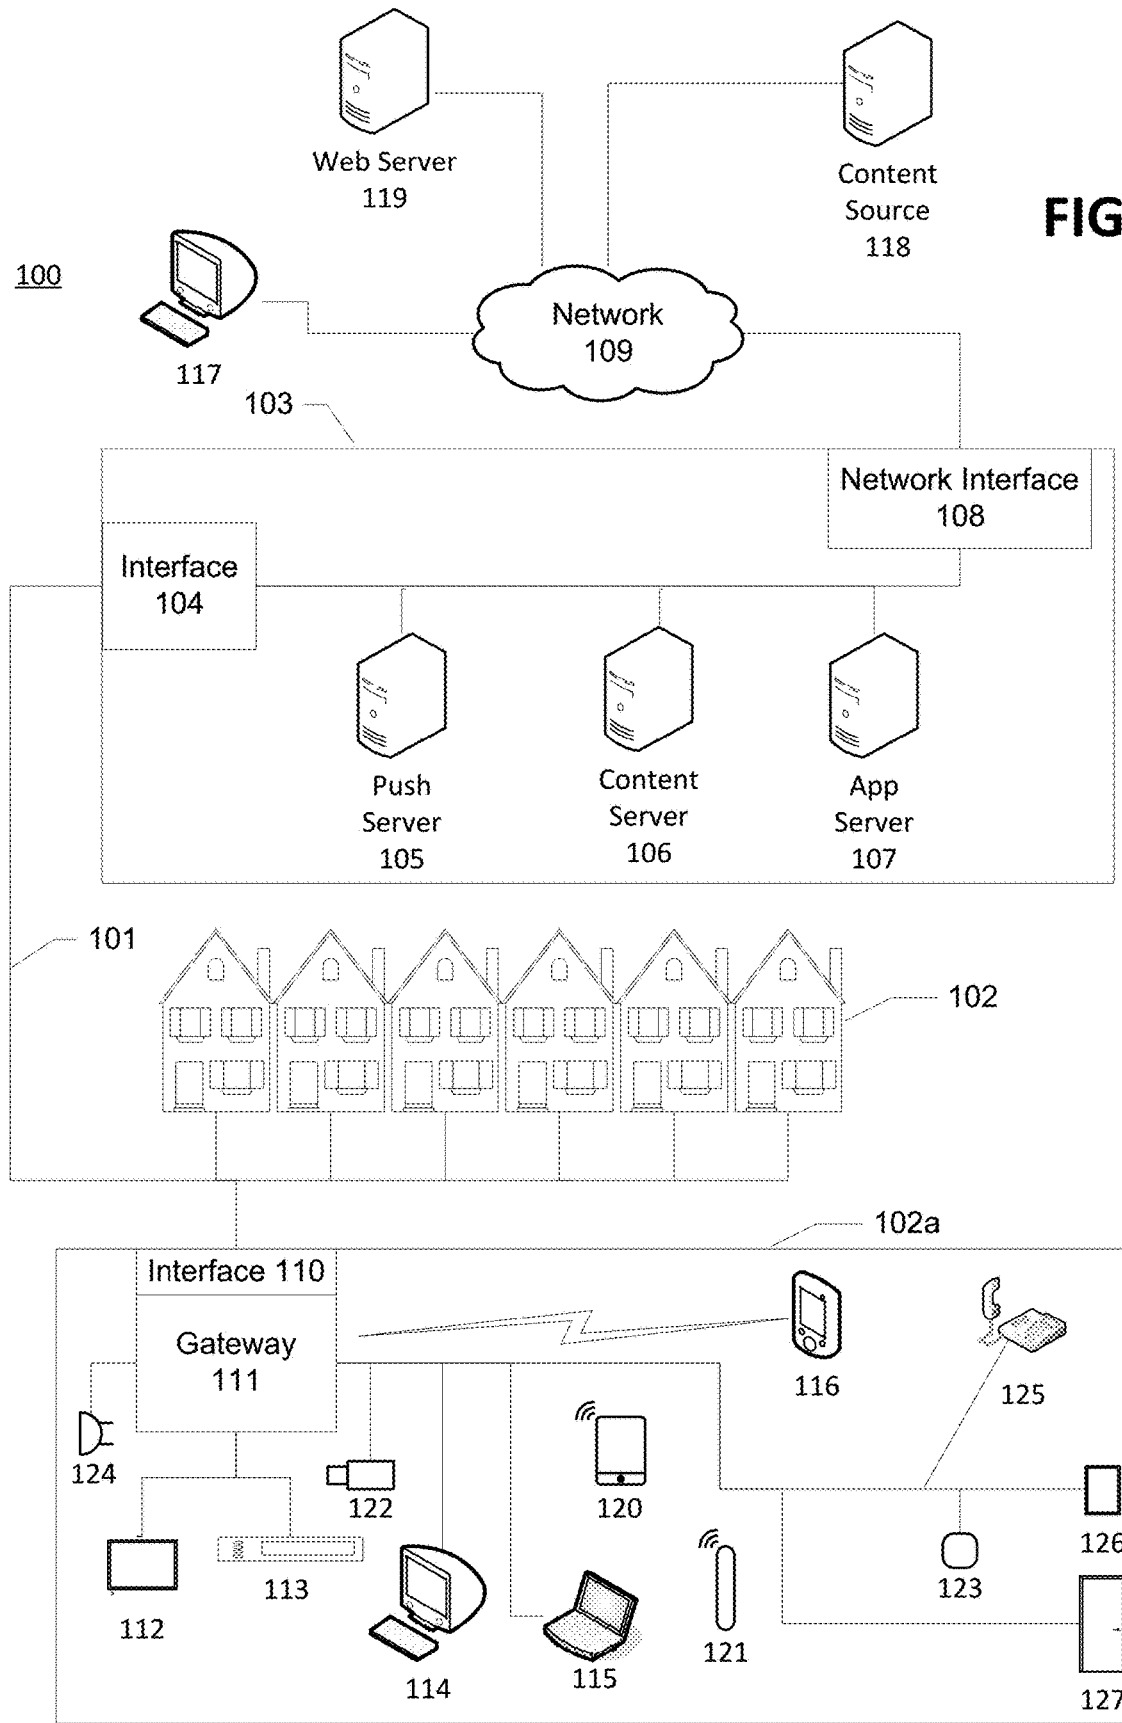 Web Server
119
Content
Source
118
FIG
100
117
Network
109
103
Network Interface
108
Interface
104
Push
Server
105
Content
Server
106
App
Server
107
101
102
102a
Interface 110
Gateway
111
116
125
124
122
120
126
123
112
113
114
115
121
127